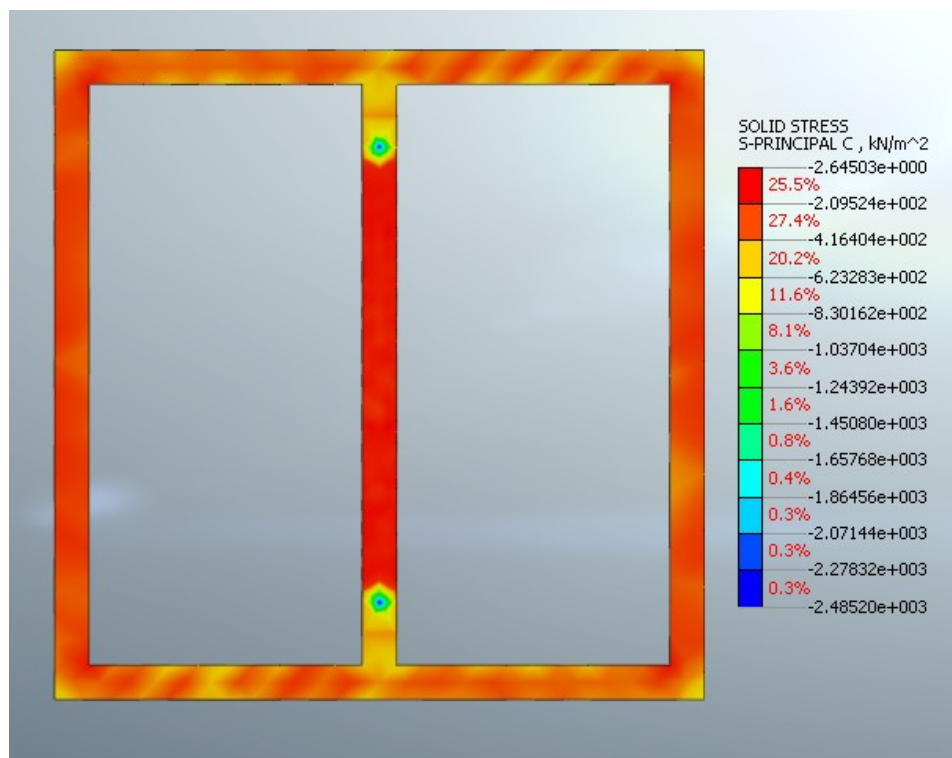 SOLID STRESS
S-PRINCIPAL C , kN/m^2
-2.64503e+000
25.5%
-2.09524e+002
27.4%
-4.16404e+002
20.2%
-6.23283e+002
11.6%
-8.30162e+002
8.1%
-1.03704e+003
3.6%
-1.24392e+003
1.6%
-1.45080e+003
0.8%
-1.65768e+003
0.4%
-1.86456e+003
0.3%
-2.07144e+003
0.3%
-2.27832e+003
0.3%
-2.48520e+003